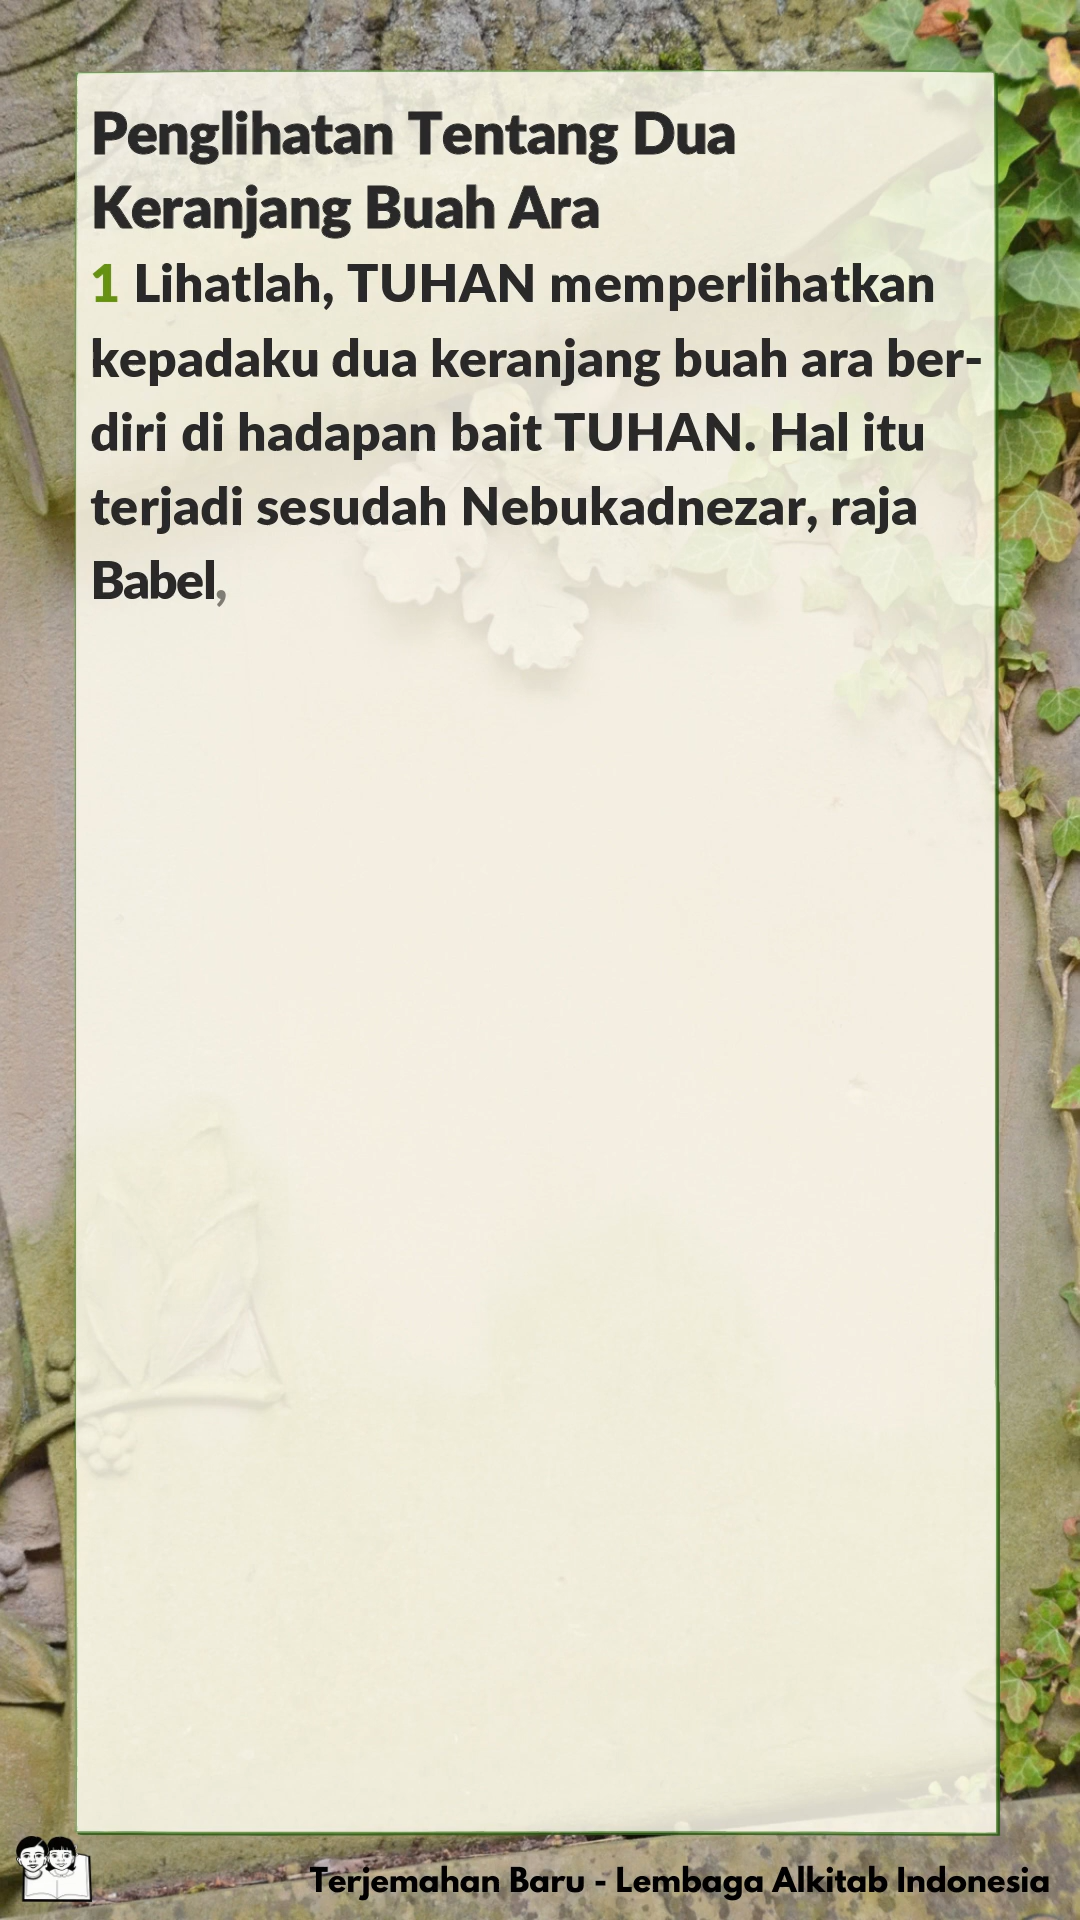 Penglihatan Tentang Dua
Keranjang Buah Ara
1 Lihatlah, TUHAN memperlihatkan
kepadaku dua keranjang buah ara ber-
diri di hadapan bait TUHAN. Hal itu
terjadi sesudah Nebukadnezar, raja
Babel,
Terjemahan Baru - Lembaga Alkitab Indonesia